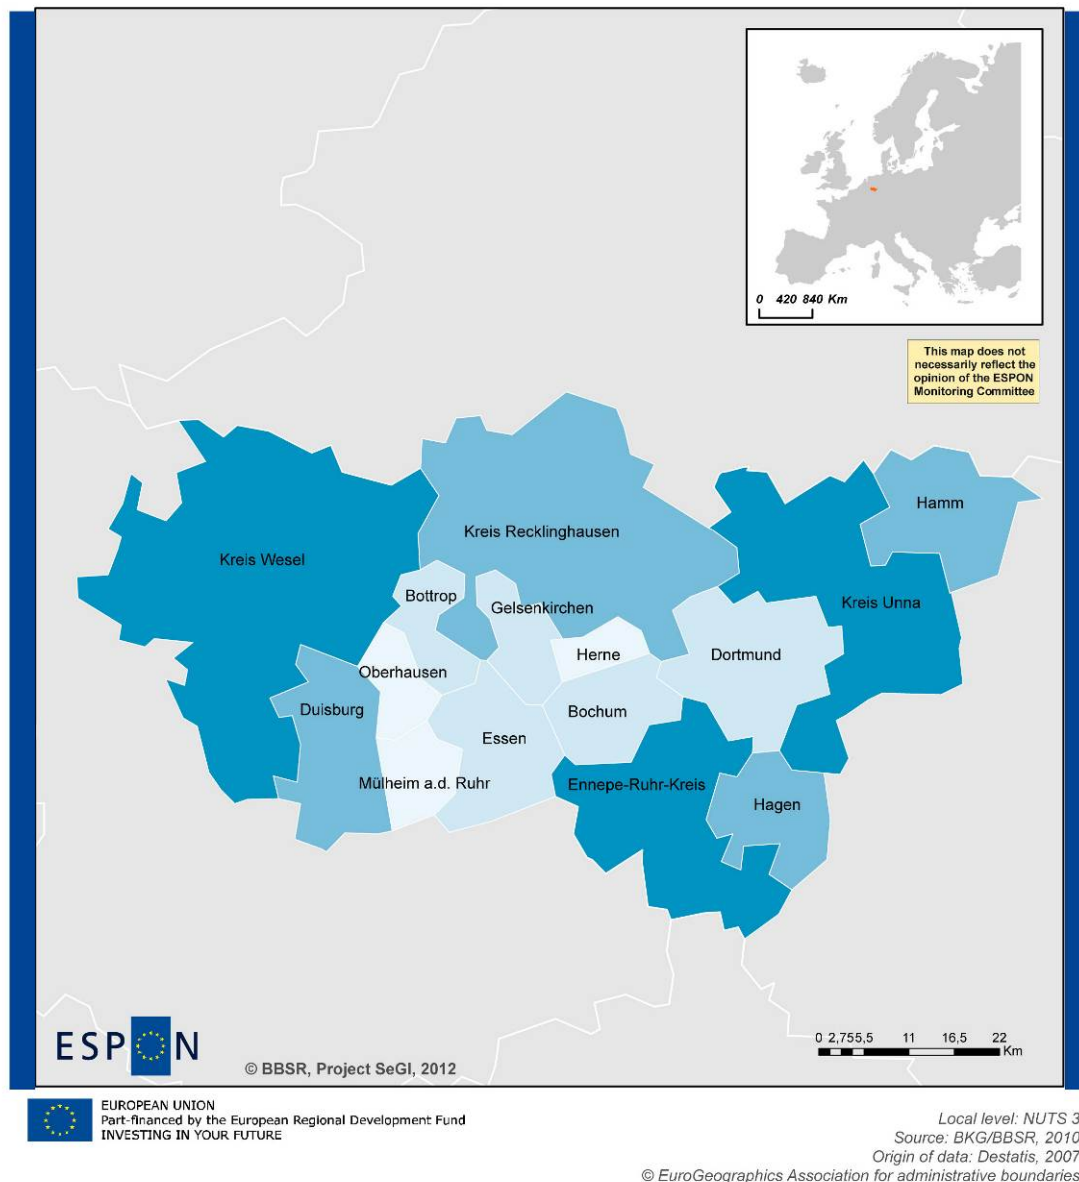 0 420 840 Km
This map does not
necessarily reflect the
opinion of the ESPON
Monitoring Committee
Hamm
Kreis Recklinghausen
Kreis Wesel
Bottrop
Gelsenkirchen
Kreis Unna
Herne
Dortmund
Oberhausen
Duisburg
Bochum
Essen
Mülheim a.d. Ruhr
Ennepe-Ruhr-Kreis
Hagen
ESPON
© BBSR, Project SeGI, 2012
0 2,755,5 11 16,5 22
Km
EUROPEAN UNION
Part-financed by the European Regional Development Fund
INVESTING IN YOUR FUTURE
Local level: NUTS 3
Source: BKG/BBSR, 2010
Origin of data: Destatis, 2007
© EuroGeographics Association for administrative boundaries